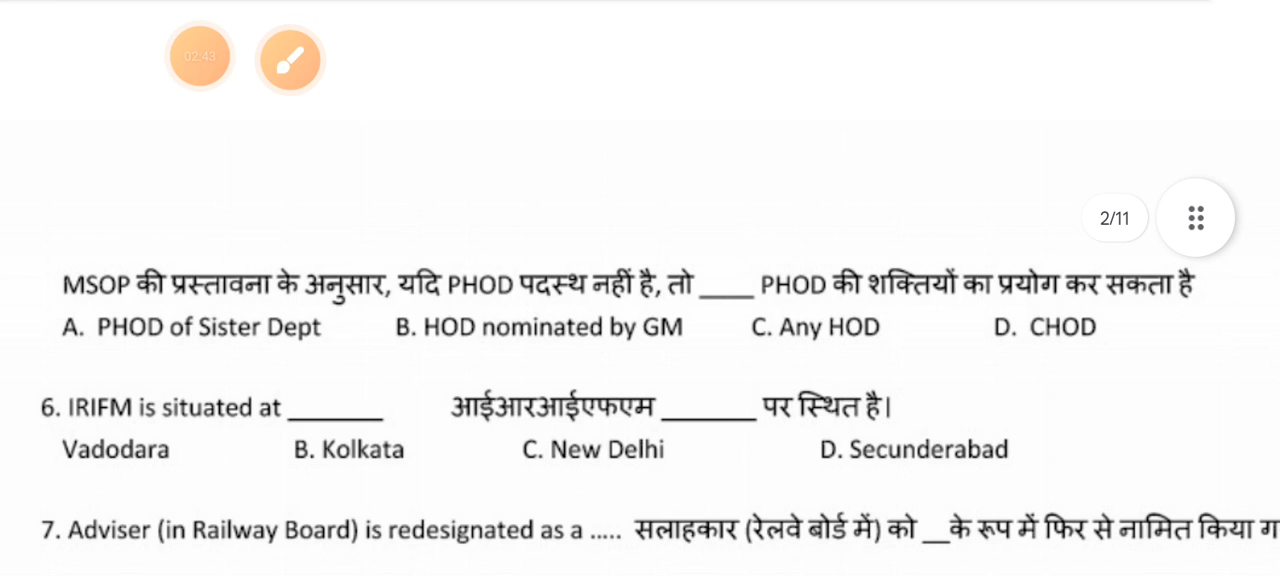 02:43
2/11
MSOP की प्रस्तावना के अनुसार, यदि PHOD पदस्थ नहीं है, तो ____ PHOD की शक्तियों का प्रयोग कर सकता है
A. PHOD of Sister Dept B. HOD nominated by GM C. Any HOD D. CHOD
6. IRIFM is situated at _______ आईआरआईएफएम _______ पर स्थित है।
Vadodara B. Kolkata C. New Delhi D. Secunderabad
7. Adviser (in Railway Board) is redesignated as a ..... सलाहकार (रेलवे बोर्ड में) को __के रूप में फिर से नामित किया ग